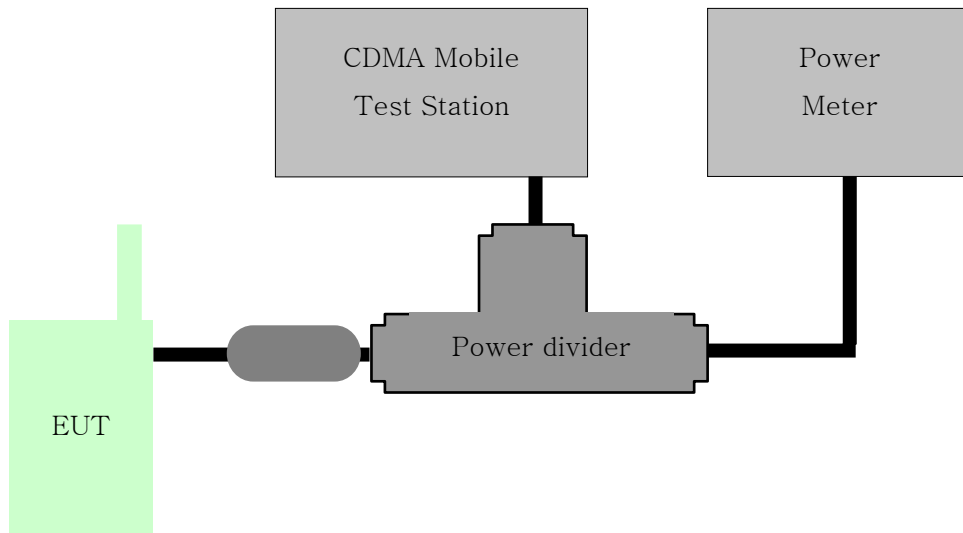 CDMA Mobile
Test Station
Power
Meter
Power divider
EUT